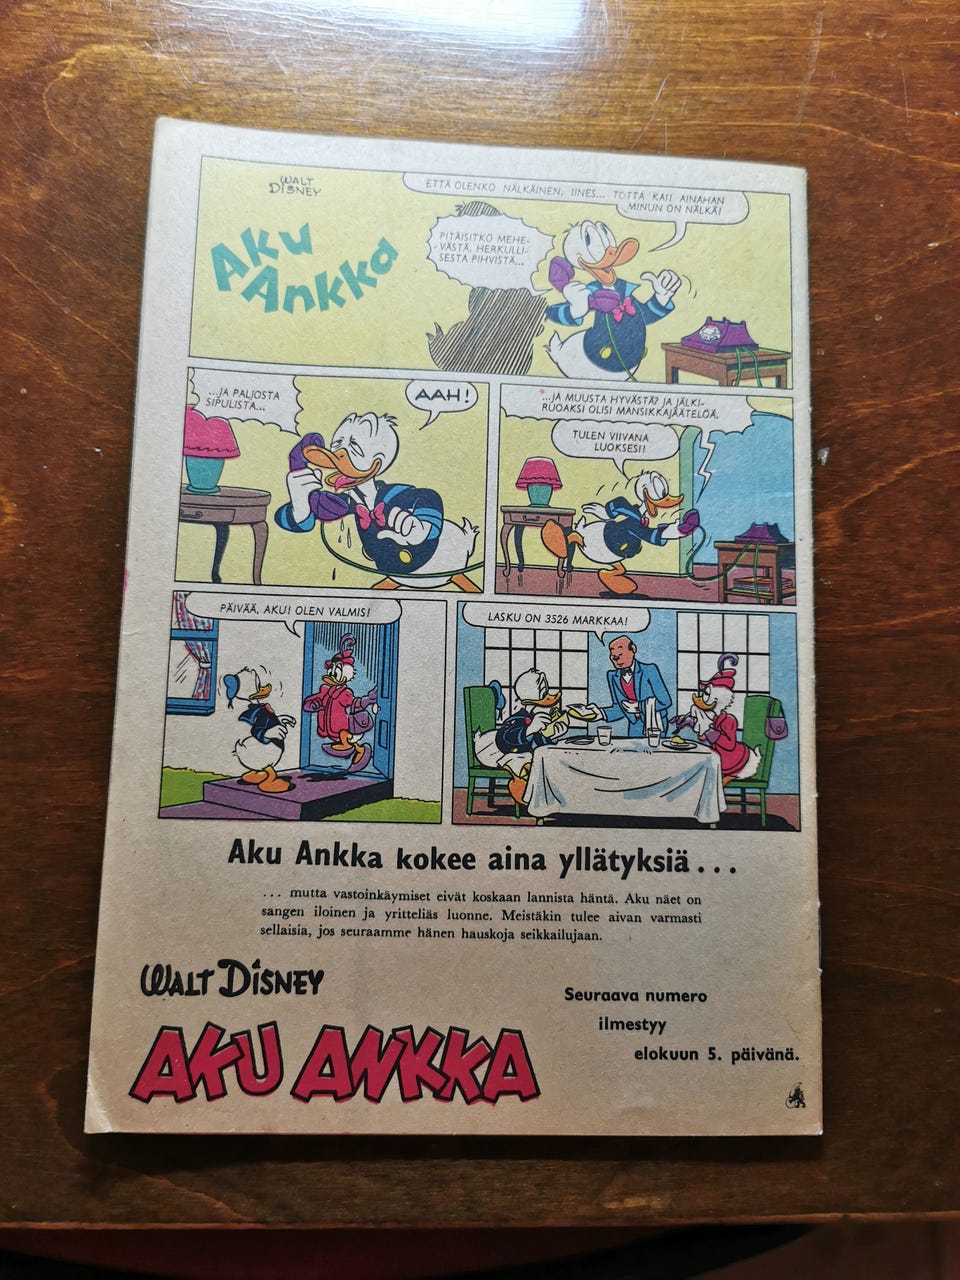 WALT
DISNEY
Aku
Ankka
ETTÄ OLENKO NÄLKÄINEN, IINES... TOTTA KAI! AINAHAN
MINUN ON NÄLKÄ!
PITÄISITKÖ MEHE-
VÄSTÄ, HERKULLI-
SESTA PIHVISTÄ...
...JA PALJOSTA
SIPULISTA...
AAH!
...JA MUUSTA HYVÄSTÄ? JA JÄLKI-
RUOAKSI OLISI MANSIKKAJÄÄTELÖÄ.
TULEN VIIVANA
LUOKSESI!
PÄIVÄÄ, AKU! OLEN VALMIS!
LASKU ON 3526 MARKKAA!
Aku Ankka kokee aina yllätyksiä...
... mutta vastoinkäymiset eivät koskaan lannista häntä. Aku näet on
sangen iloinen ja yritteliäs luonne. Meistäkin tulee aivan varmasti
sellaisia, jos seuraamme hänen hauskoja seikkailujaan.
WALT DISNEY
AKU ANKKA
Seuraava numero
ilmestyy
elokuun 5. päivänä.